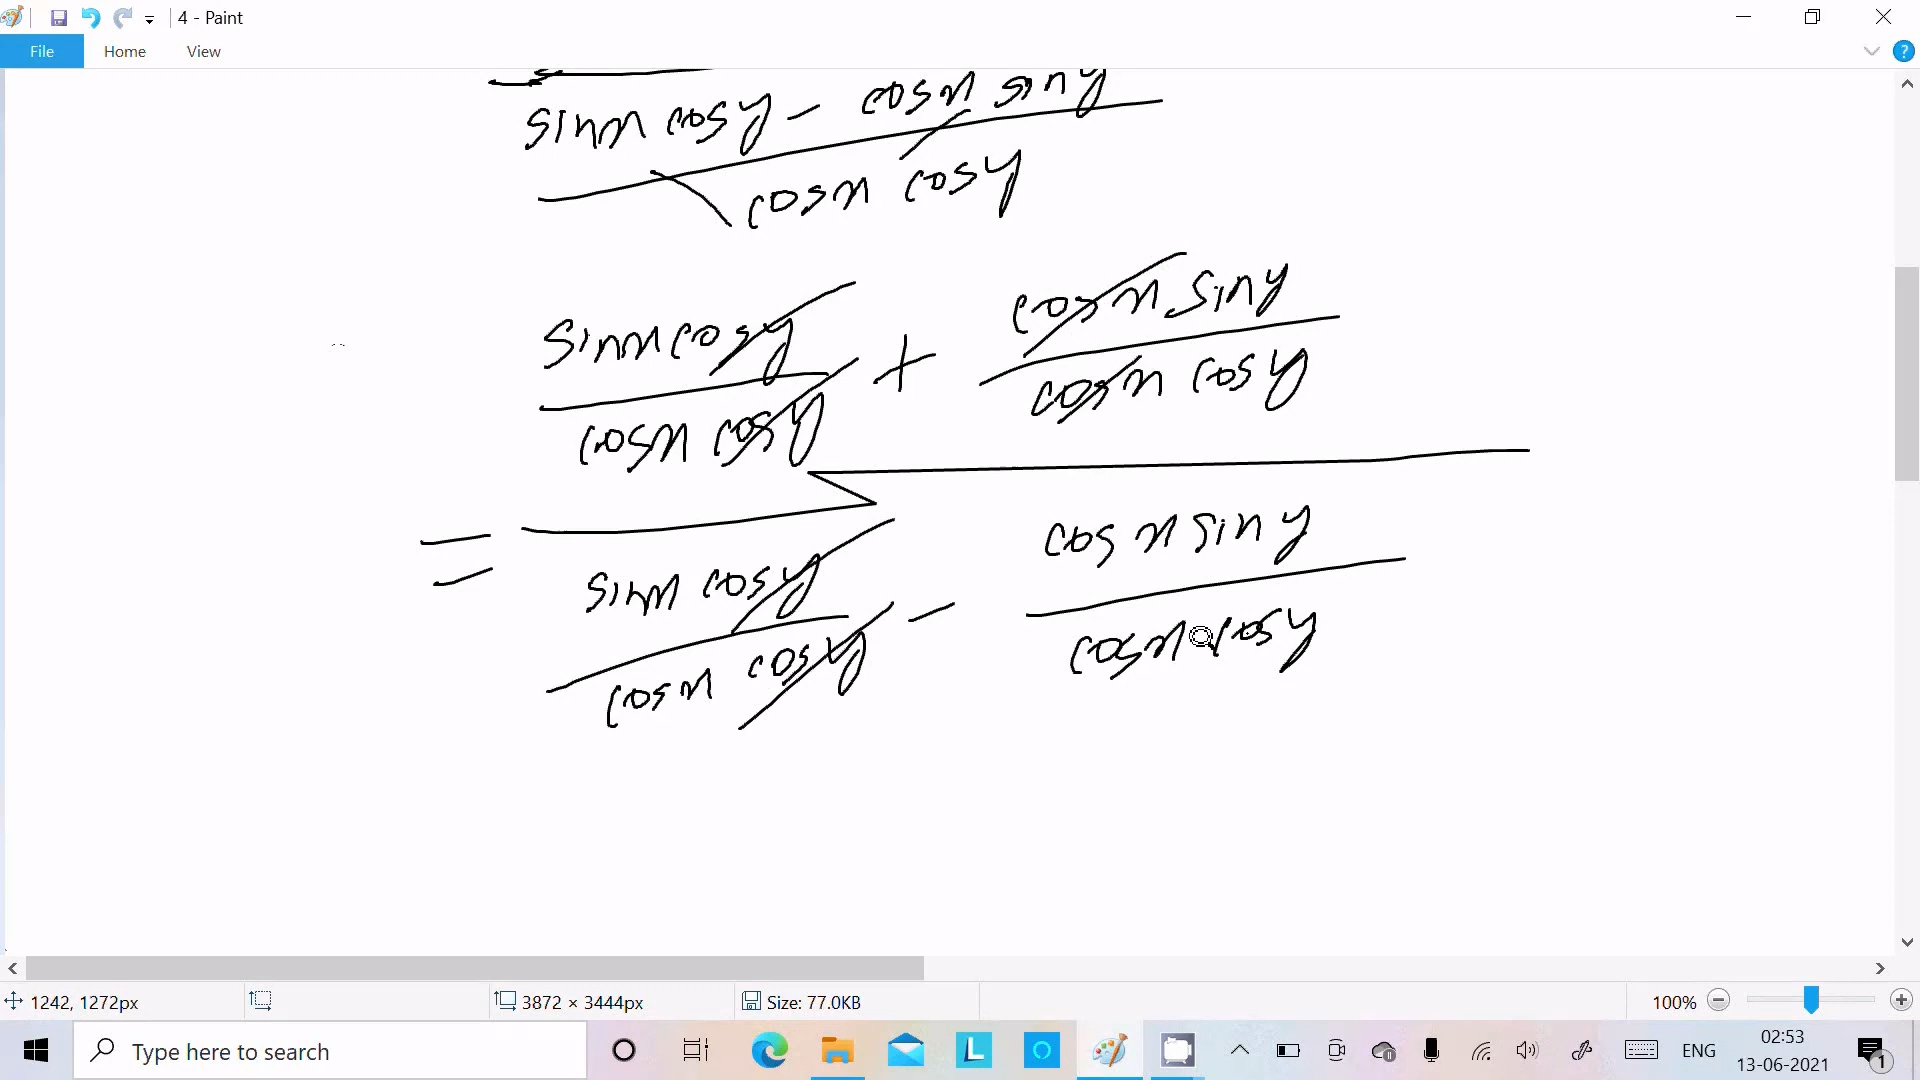 4 - Paint
File Home View
sinx cosy - cosx siny
cosx cosy
sinx cosy + cosx siny
cosx cosy cosx cosy
=
sinx cosy - cosx siny
cosx cosy cosx cosy
1242, 1272px 3872 × 3444px Size: 77.0KB 100%
Type here to search
ENG
02:53
13-06-2021
1